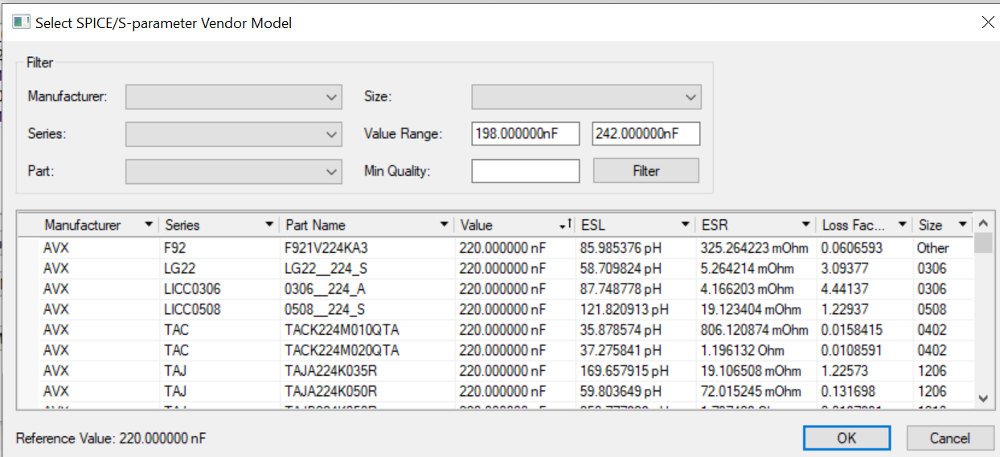 Select SPICE/S-parameter Vendor Model
Filter
Manufacturer: Size:
Series: Value Range: 198.000000nF 242.000000nF
Part: Min Quality: Filter
Manufacturer Series Part Name Value ESL ESR Loss Fac... Size
AVX F92 F921V224KA3 220.000000 nF 85.985376 pH 325.264223 mOhm 0.0606593 Other
AVX LG22 LG22__224_S 220.000000 nF 58.709824 pH 5.264214 mOhm 3.09377 0306
AVX LICC0306 0306__224_A 220.000000 nF 87.748778 pH 4.166203 mOhm 4.44137 0306
AVX LICC0508 0508__224_S 220.000000 nF 121.820913 pH 19.123404 mOhm 1.22937 0508
AVX TAC TACK224M010QTA 220.000000 nF 35.878574 pH 806.120874 mOhm 0.0158415 0402
AVX TAC TACK224M020QTA 220.000000 nF 37.275841 pH 1.196132 Ohm 0.0108591 0402
AVX TAJ TAJA224K035R 220.000000 nF 169.657915 pH 19.106508 mOhm 1.22573 1206
AVX TAJ TAJA224K050R 220.000000 nF 59.803649 pH 72.015245 mOhm 0.131698 1206
Reference Value: 220.000000 nF OK Cancel